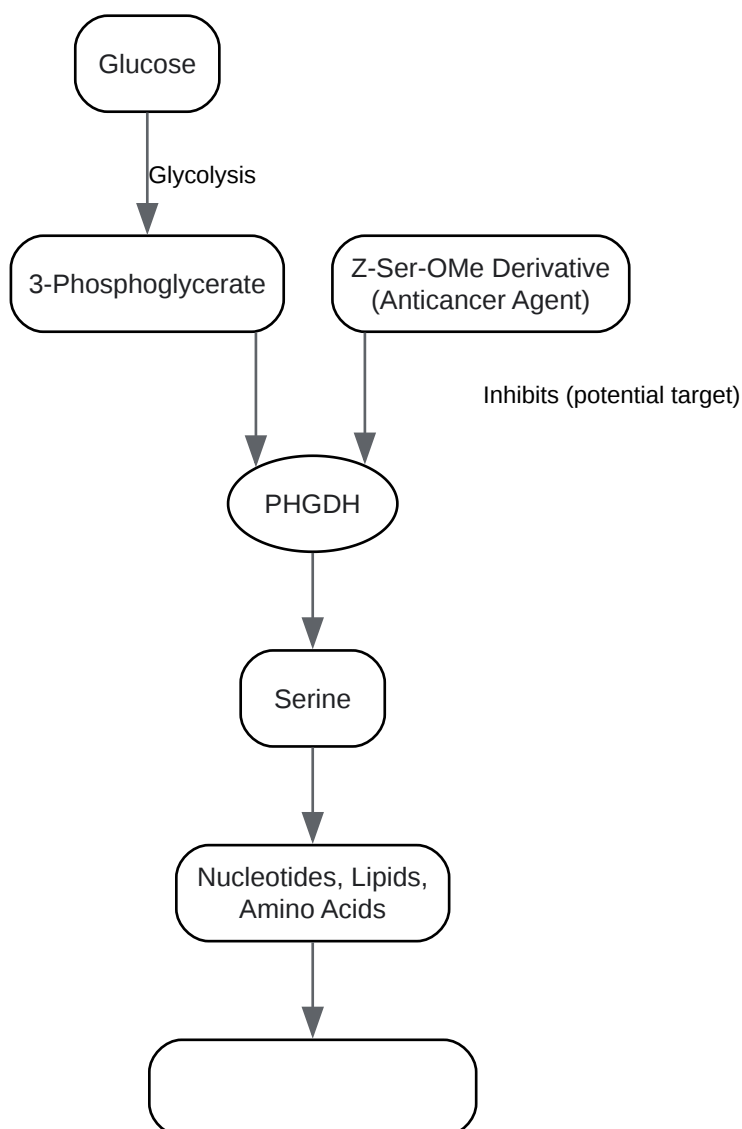 Glucose
Glycolysis
3-Phosphoglycerate
Z-Ser-OMe Derivative
(Anticancer Agent)
Inhibits (potential target)
PHGDH
Serine
Nucleotides, Lipids,
Amino Acids